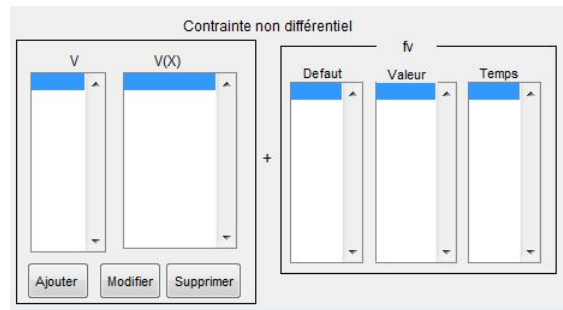 Contrainte non différentiel
V
V(X)
+
fv
Defaut
Valeur
Temps
Ajouter
Modifier
Supprimer